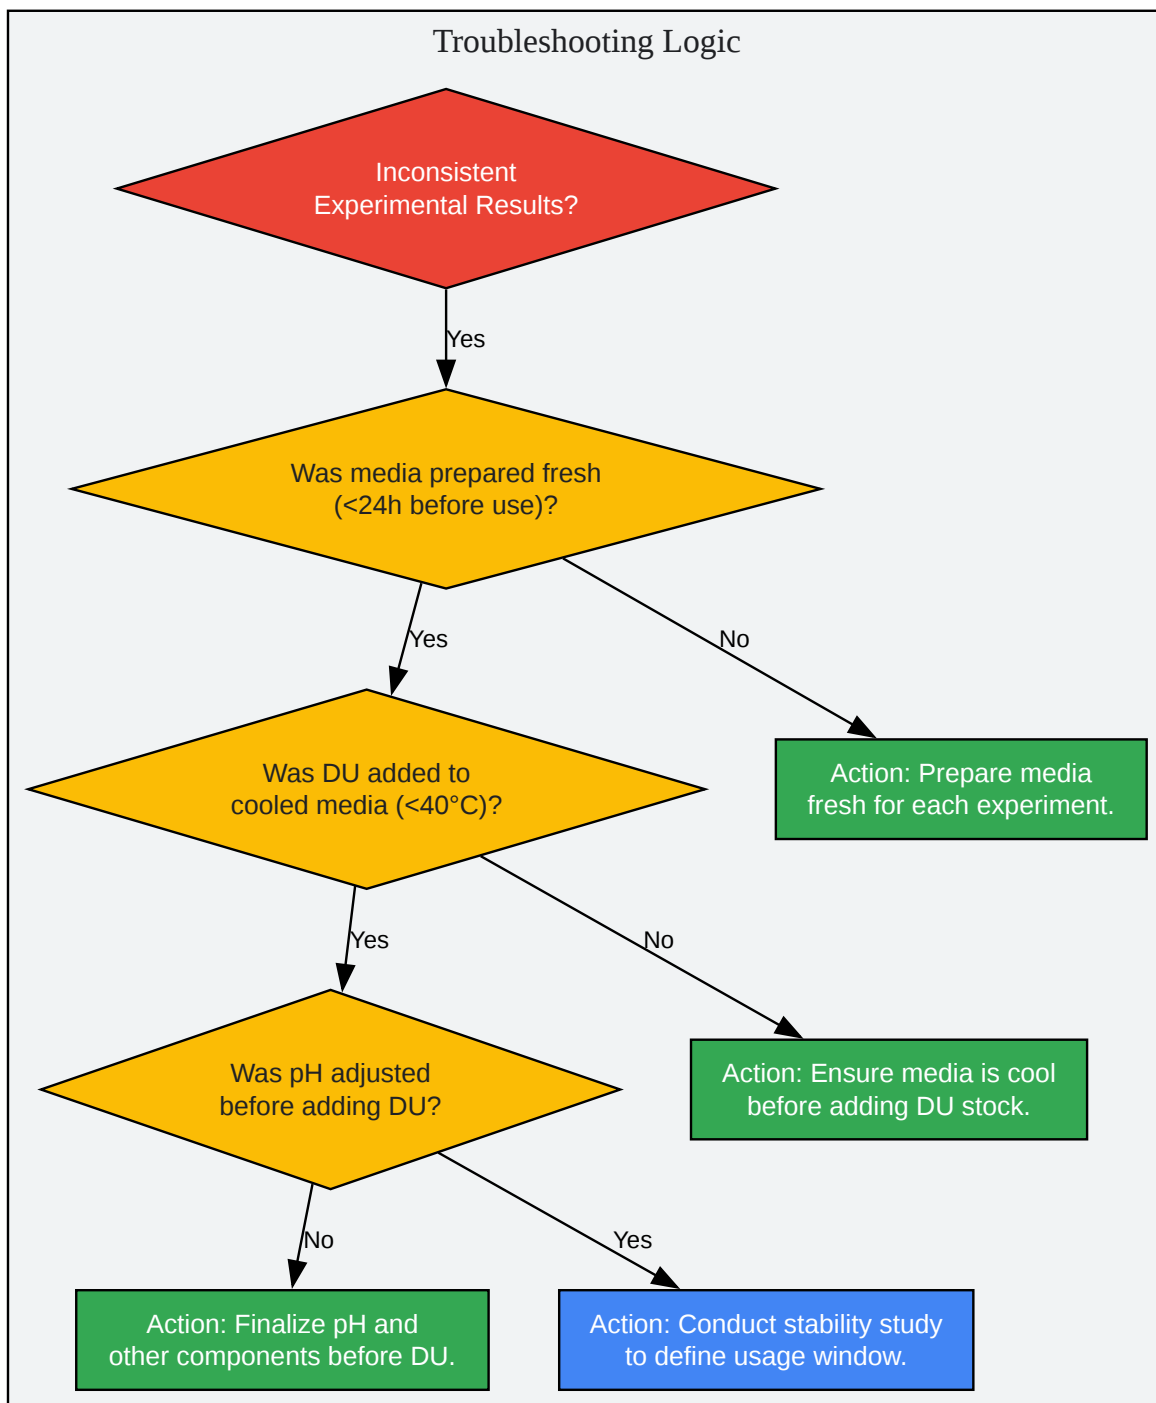 Troubleshooting Logic
Inconsistent
Experimental Results?
Yes
Was media prepared fresh
(<24h before use)?
Yes
No
Was DU added to
cooled media (<40°C)?
Action: Prepare media
fresh for each experiment.
Yes
No
Was pH adjusted
before adding DU?
Action: Ensure media is cool
before adding DU stock.
No
Yes
Action: Finalize pH and
other components before DU.
Action: Conduct stability study
to define usage window.